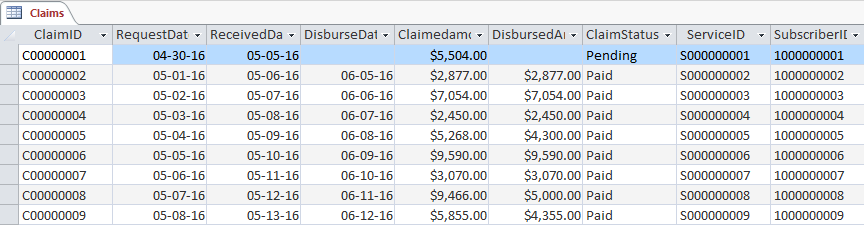 Claims
ClaimID RequestDat ReceivedDa DisburseDat Claimedamo DisbursedAr ClaimStatus ServiceID SubscriberID
C00000001 04-30-16 05-05-16 $5,504.00 Pending S000000001 1000000001
C00000002 05-01-16 05-06-16 06-05-16 $2,877.00 $2,877.00 Paid S000000002 1000000002
C00000003 05-02-16 05-07-16 06-06-16 $7,054.00 $7,054.00 Paid S000000003 1000000003
C00000004 05-03-16 05-08-16 06-07-16 $2,450.00 $2,450.00 Paid S000000004 1000000004
C00000005 05-04-16 05-09-16 06-08-16 $5,268.00 $4,300.00 Paid S000000005 1000000005
C00000006 05-05-16 05-10-16 06-09-16 $9,590.00 $9,590.00 Paid S000000006 1000000006
C00000007 05-06-16 05-11-16 06-10-16 $3,070.00 $3,070.00 Paid S000000007 1000000007
C00000008 05-07-16 05-12-16 06-11-16 $9,466.00 $5,000.00 Paid S000000008 1000000008
C00000009 05-08-16 05-13-16 06-12-16 $5,855.00 $4,355.00 Paid S000000009 1000000009